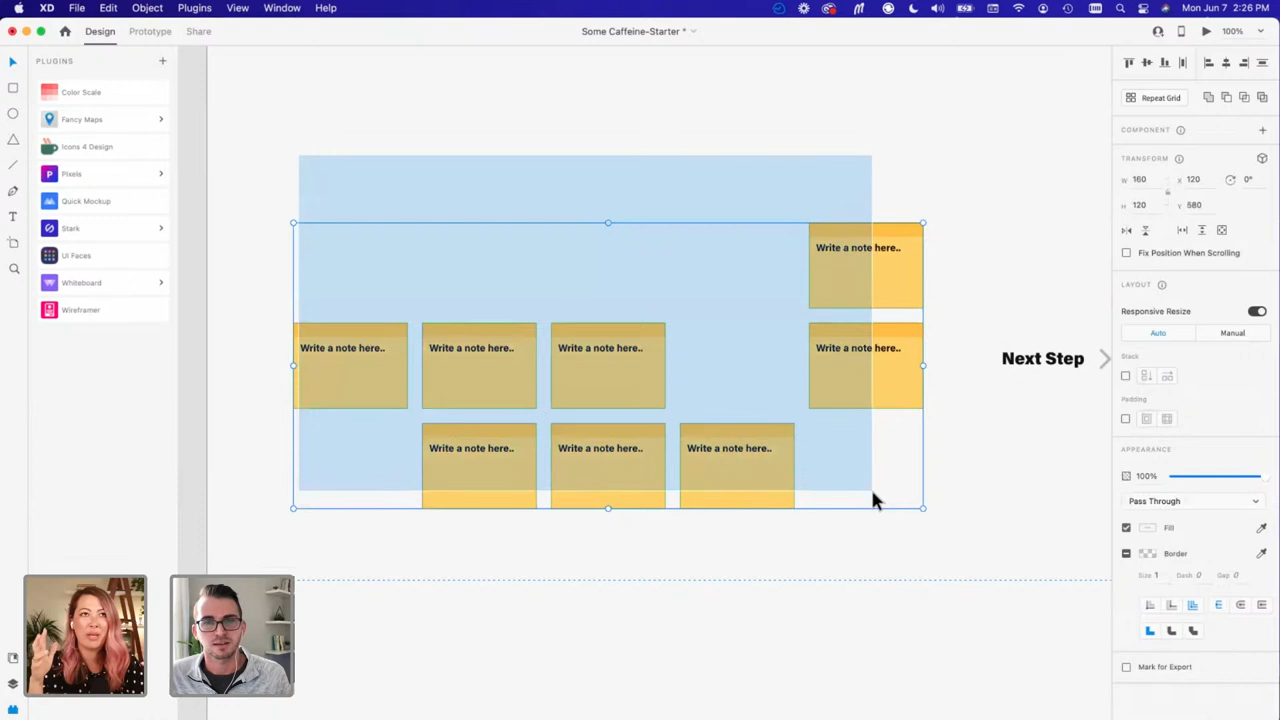 XD File Edit Object Plugins View Window Help Mon Jun 7 2:26 PM
Design Prototype Share Some Caffeine-Starter * 100%
PLUGINS
Color Scale
Fancy Maps
Icons 4 Design
Pixels
Quick Mockup
Stark
UI Faces
Whiteboard
Wireframer
Write a note here..
Write a note here.. Write a note here.. Write a note here.. Write a note here..
Write a note here.. Write a note here.. Write a note here..
Next Step
Repeat Grid
COMPONENT
TRANSFORM
W 160 X 120 0°
H 120 Y 580
Fix Position When Scrolling
LAYOUT
Responsive Resize
Auto Manual
Stack
Padding
APPEARANCE
100%
Pass Through
Fill
Border
Size 1 Dash 0 Gap 0
Mark for Export